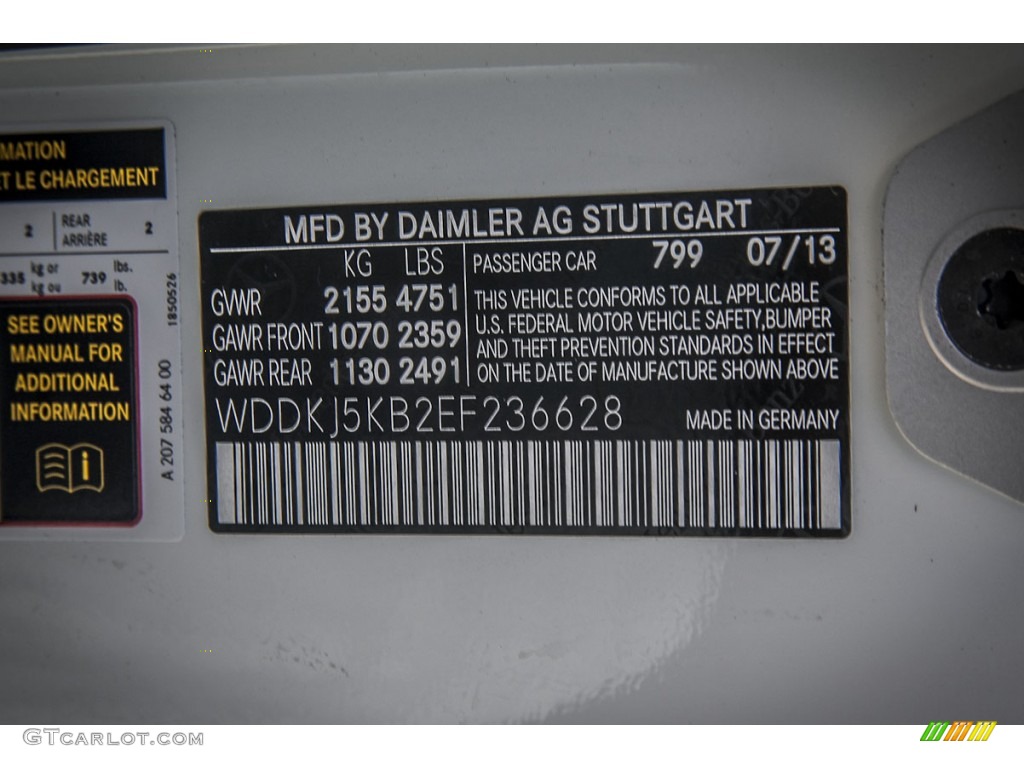 MATION
T LE CHARGEMENT
2 REAR ARRIÈRE 2
335 kg or kg ou 739 lbs. lb.
SEE OWNER'S
MANUAL FOR
ADDITIONAL
INFORMATION
i
A 207 584 64 00
1850526
MFD BY DAIMLER AG STUTTGART
KG LBS
GVWR 2155 4751
GAWR FRONT 1070 2359
GAWR REAR 1130 2491
PASSENGER CAR 799 07/13
THIS VEHICLE CONFORMS TO ALL APPLICABLE
U.S. FEDERAL MOTOR VEHICLE SAFETY,BUMPER
AND THEFT PREVENTION STANDARDS IN EFFECT
ON THE DATE OF MANUFACTURE SHOWN ABOVE
WDDKJ5KB2EF236628 MADE IN GERMANY
GTCARLOT.COM